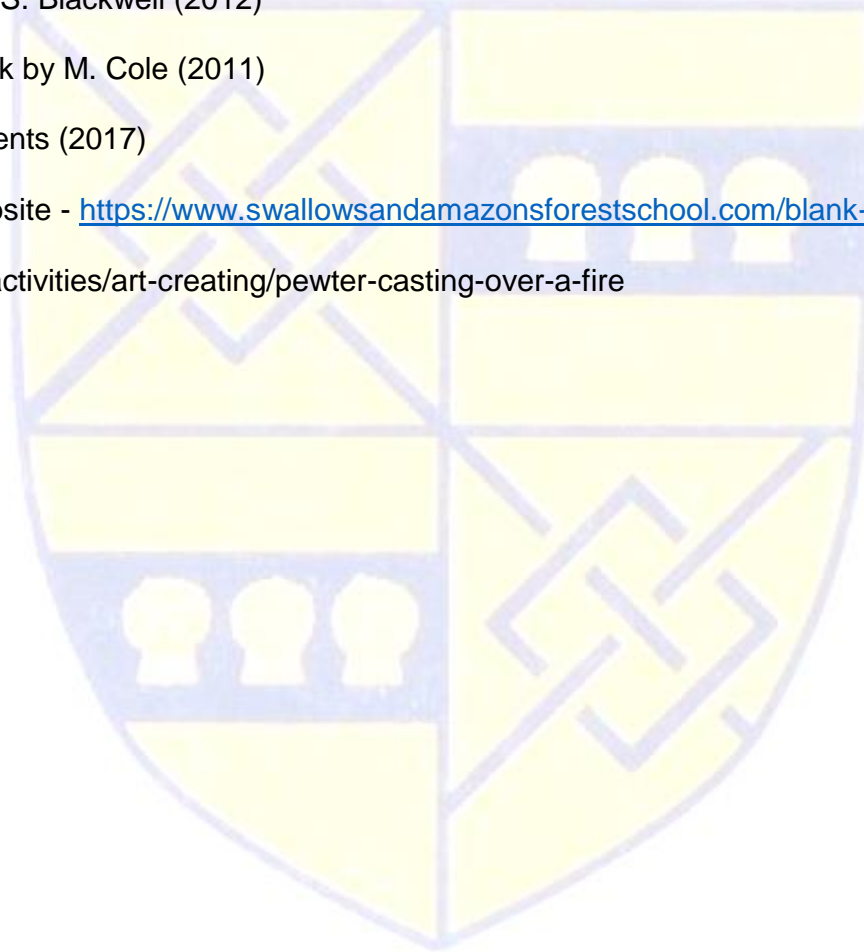 S. Blackwell (2012)
k by M. Cole (2011)
ents (2017)
site - https://www.swallowsandamazonsforestschool.com/blank-
activities/art-creating/pewter-casting-over-a-fire